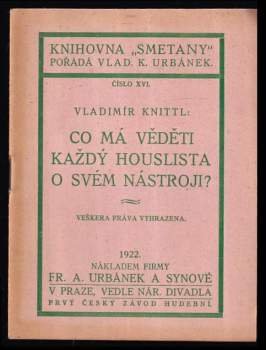 KNIHOVNA „SMETANY"
POŘÁDÁ VLAD. K. URBÁNEK.
ČÍSLO XVI.
VLADIMÍR KNITTL:
CO MÁ VĚDĚTI
KAŽDÝ HOUSLISTA
O SVÉM NÁSTROJI?
VEŠKERA PRÁVA VYHRAZENA.
1922.
NÁKLADEM FIRMY
FR. A. URBÁNEK A SYNOVÉ
V PRAZE, VEDLE NÁR. DIVADLA
PRVÝ ČESKÝ ZÁVOD HUDEBNÍ.